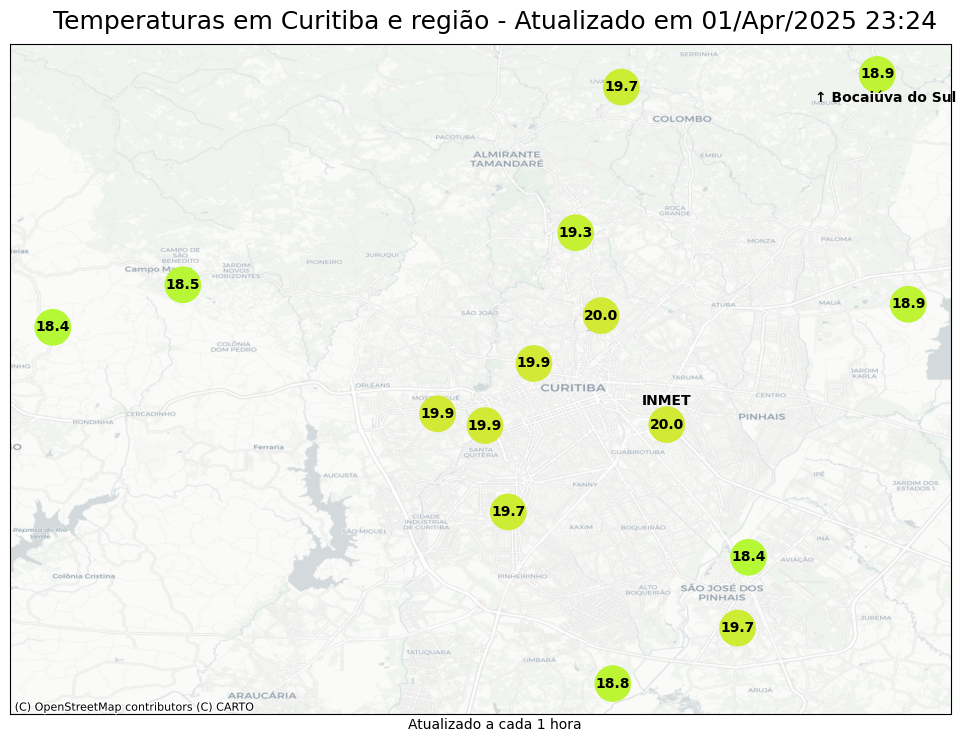 Temperaturas em Curitiba e região - Atualizado em 01/Apr/2025 23:24
SERRINHA
18.9
19.7
↑ Bocaiúva do Sul
COLOMBO
PACOTUBA
ALMIRANTE
TAMANDARÉ
EMBU
ROÇA
GRANDE
19.3
MONZA
PALOMA
CAMPO DE
SÃO
BENEDITO
JURUQUI
PIONEIRO
JARDIM
NOVOS
HORIZONTES
18.5
18.9
MAUÁ
ATUBA
SÃO JOÃO
20.0
18.4
COLÔNIA
DOM PEDRO
19.9
JARDIM
KARLA
TARUMÃ
ORLEANS
CURITIBA
CENTRO
INMET
PINHAIS
CERCADINHO
RONDINHA
19.9
19.9
20.0
Ferraria
SANTA
QUITÉRIA
GUABIROTUBA
AUGUSTA
IPÊ
FANNY
JARDIM DOS
ESTADOS I
19.7
CIDADE
INDUSTRIAL
DE CURITIBA
SÃO MIGUEL
XAXIM
BOQUEIRÃO
Represa do Rio
Verde
INÁ
18.4
AVIAÇÃO
Colônia Cristina
PINHEIRINHO
ALTO
BOQUEIRÃO
SÃO JOSÉ DOS
PINHAIS
JUREMA
19.7
TATUQUARA
UMBARÁ
18.8
ARUJÁ
ARAUCÁRIA
(C) OpenStreetMap contributors (C) CARTO
Atualizado a cada 1 hora